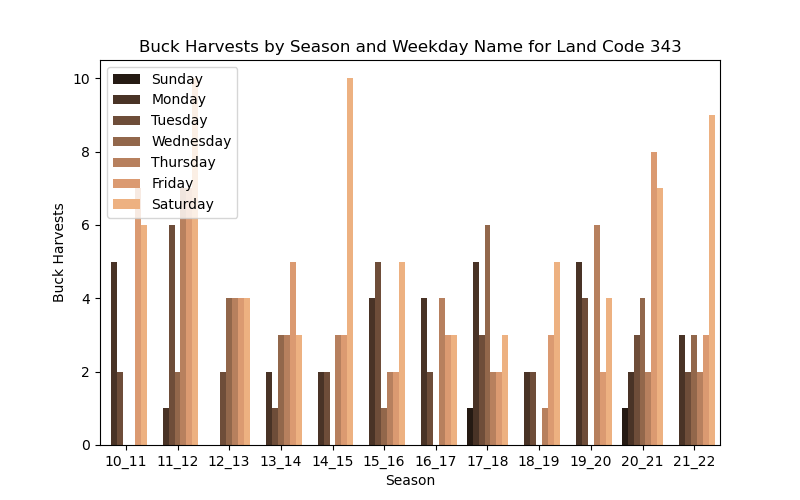 Buck Harvests by Season and Weekday Name for Land Code 343
Sunday
Monday
Tuesday
Wednesday
Thursday
Friday
Saturday
10
8
6
4
2
0
Buck Harvests
10_11 11_12 12_13 13_14 14_15 15_16 16_17 17_18 18_19 19_20 20_21 21_22
Season